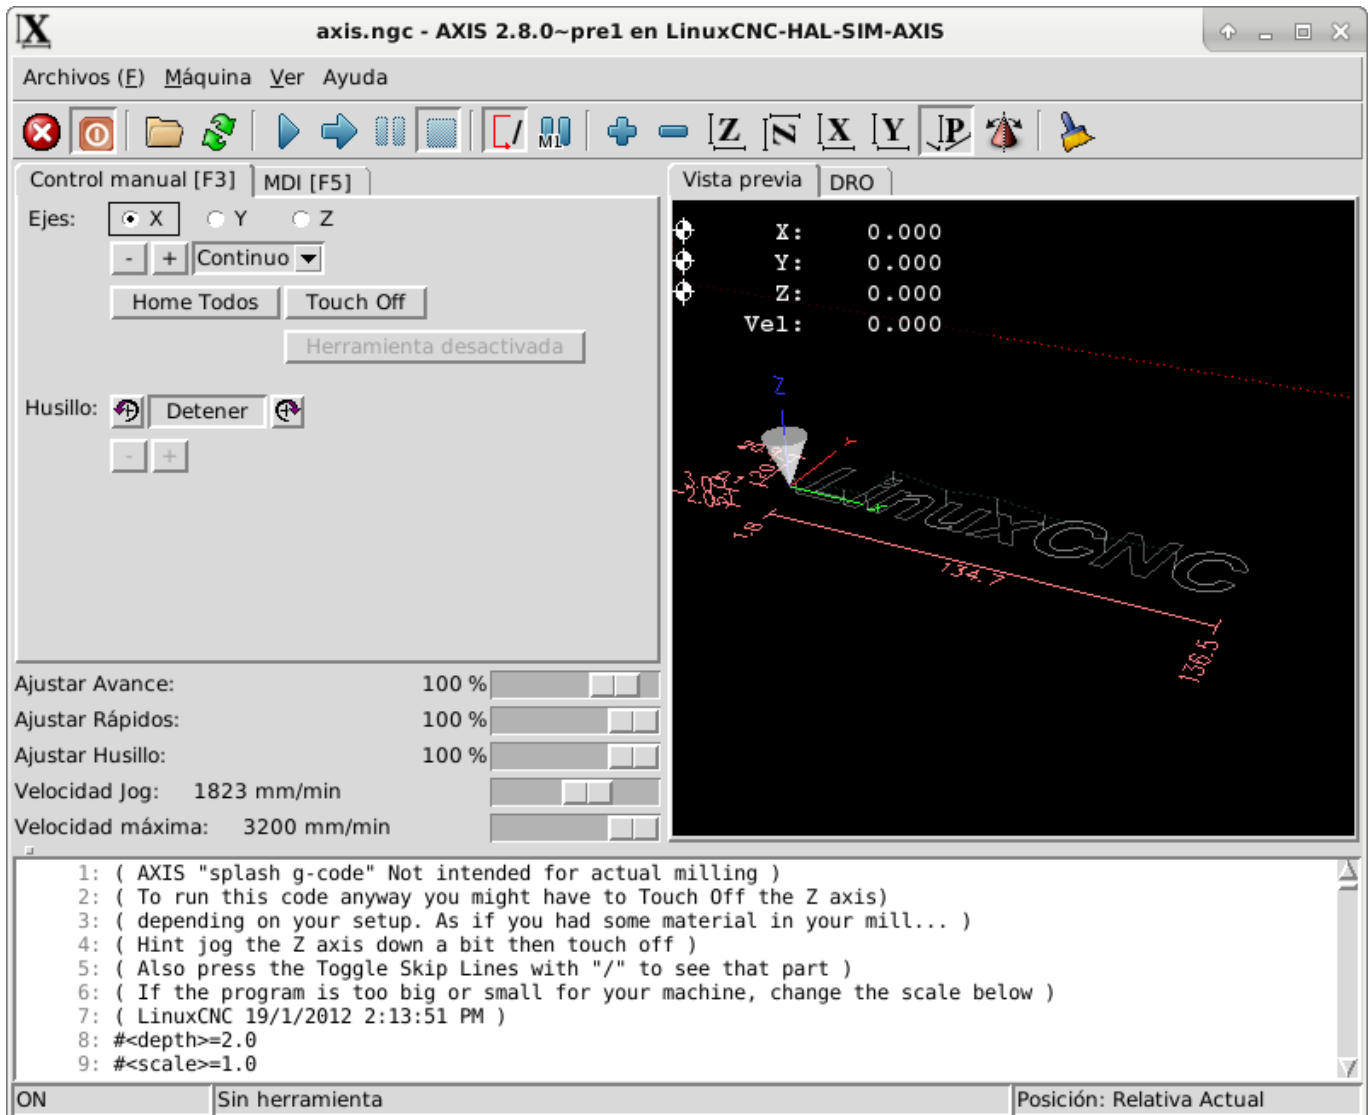 axis.ngc - AXIS 2.8.0~pre1 en LinuxCNC-HAL-SIM-AXIS
Archivos (F) Máquina Ver Ayuda
M1 Z N X Y P
Control manual [F3] MDI [F5]
Ejes: X Y Z
- + Continuo
Home Todos Touch Off
Herramienta desactivada
Husillo: Detener
- +
Ajustar Avance: 100 %
Ajustar Rápidos: 100 %
Ajustar Husillo: 100 %
Velocidad Jog: 1823 mm/min
Velocidad máxima: 3200 mm/min
Vista previa DRO
X: 0.000
Y: 0.000
Z: 0.000
Vel: 0.000
Z
LinuxCNC
1.8
134.7
136.5
1: ( AXIS "splash g-code" Not intended for actual milling )
2: ( To run this code anyway you might have to Touch Off the Z axis)
3: ( depending on your setup. As if you had some material in your mill... )
4: ( Hint jog the Z axis down a bit then touch off )
5: ( Also press the Toggle Skip Lines with "/" to see that part )
6: ( If the program is too big or small for your machine, change the scale below )
7: ( LinuxCNC 19/1/2012 2:13:51 PM )
8: #<depth>=2.0
9: #<scale>=1.0
ON Sin herramienta Posición: Relativa Actual